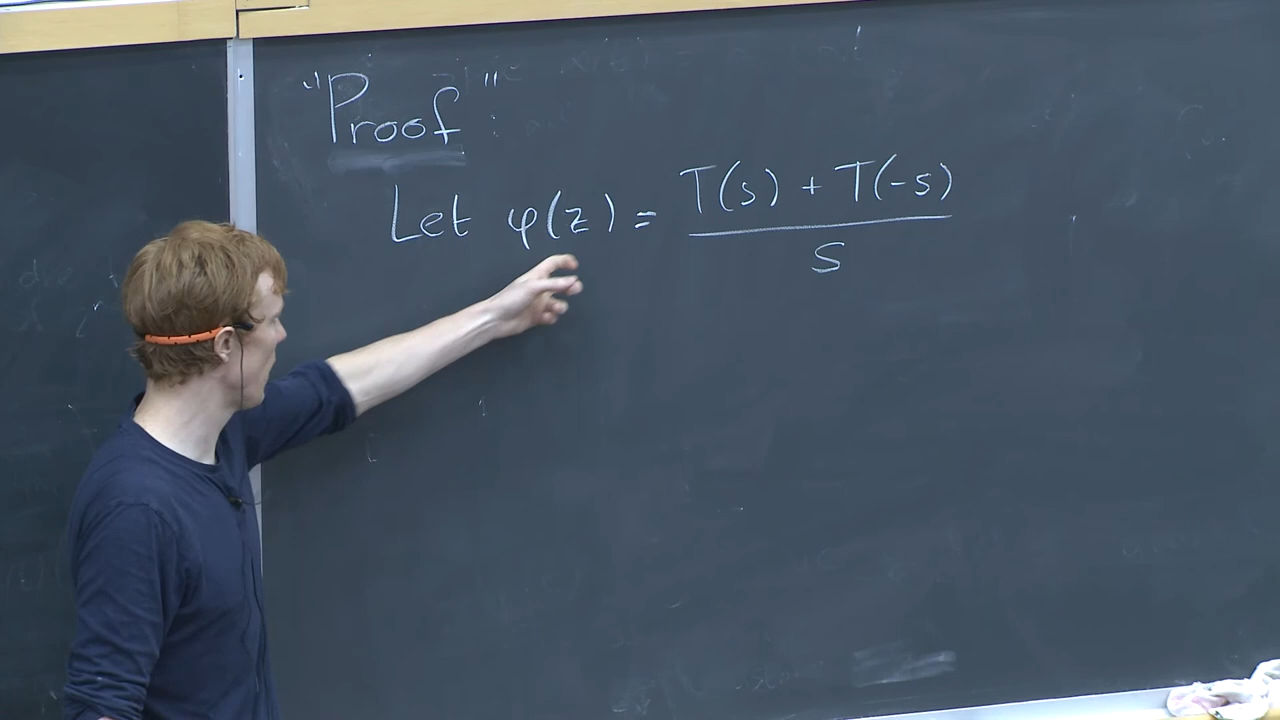 "Proof":
Let φ(z) = (T(s) + T(-s)) / s